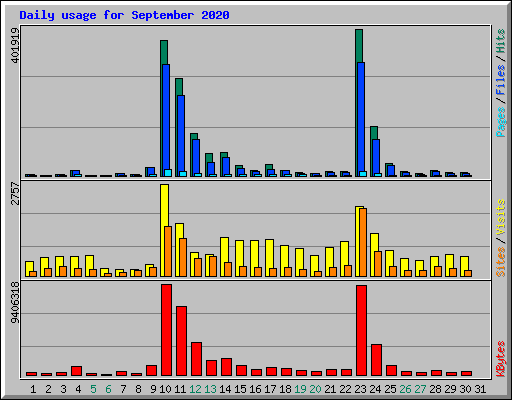 Daily usage for September 2020
401919
Pages / Files / Hits
2757
Sites / Visits
9406318
KBytes
1 2 3 4 5 6 7 8 9 10 11 12 13 14 15 16 17 18 19 20 21 22 23 24 25 26 27 28 29 30 31